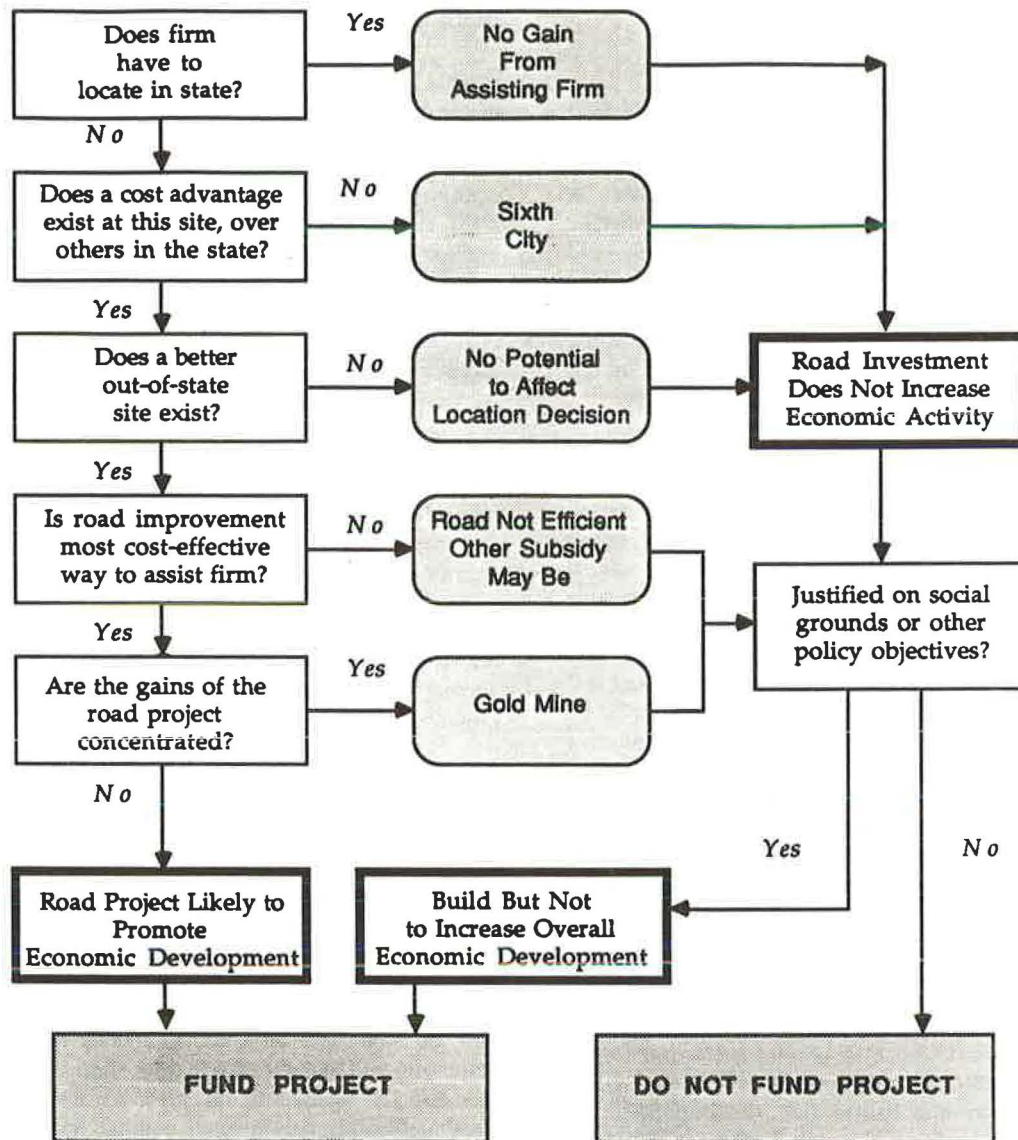 Does firm
have to
locate in state?
Yes
No Gain
From
Assisting Firm
No
Does a cost advantage
exist at this site, over
others in the state?
No
Sixth
City
Yes
Does a better
out-of-state
site exist?
No
No Potential
to Affect
Location Decision
Road Investment
Does Not Increase
Economic Activity
Yes
Is road improvement
most cost-effective
way to assist firm?
No
Road Not Efficient
Other Subsidy
May Be
Justified on social
grounds or other
policy objectives?
Yes
Are the gains of the
road project
concentrated?
Yes
Gold Mine
No
Yes
No
Road Project Likely to
Promote
Economic Development
Build But Not
to Increase Overall
Economic Development
FUND PROJECT
DO NOT FUND PROJECT